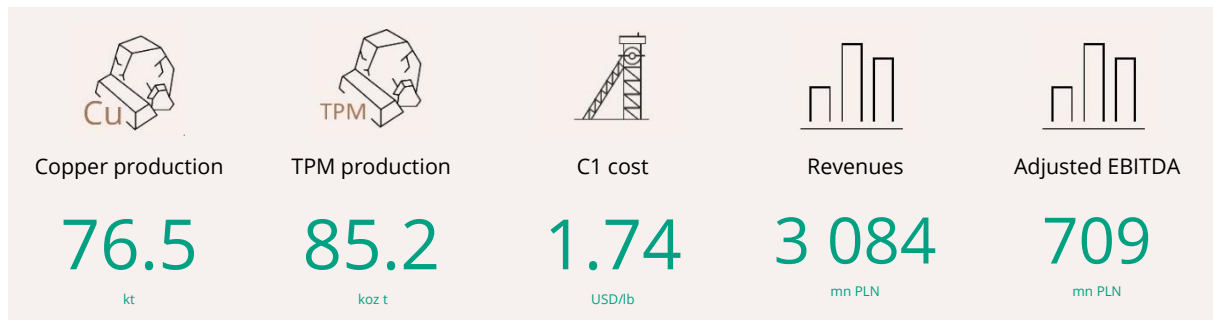 Cu
TPM
Copper production
TPM production
C1 cost
Revenues
Adjusted EBITDA
76.5
85.2
1.74
3 084
709
kt
koz t
USD/lb
mn PLN
mn PLN